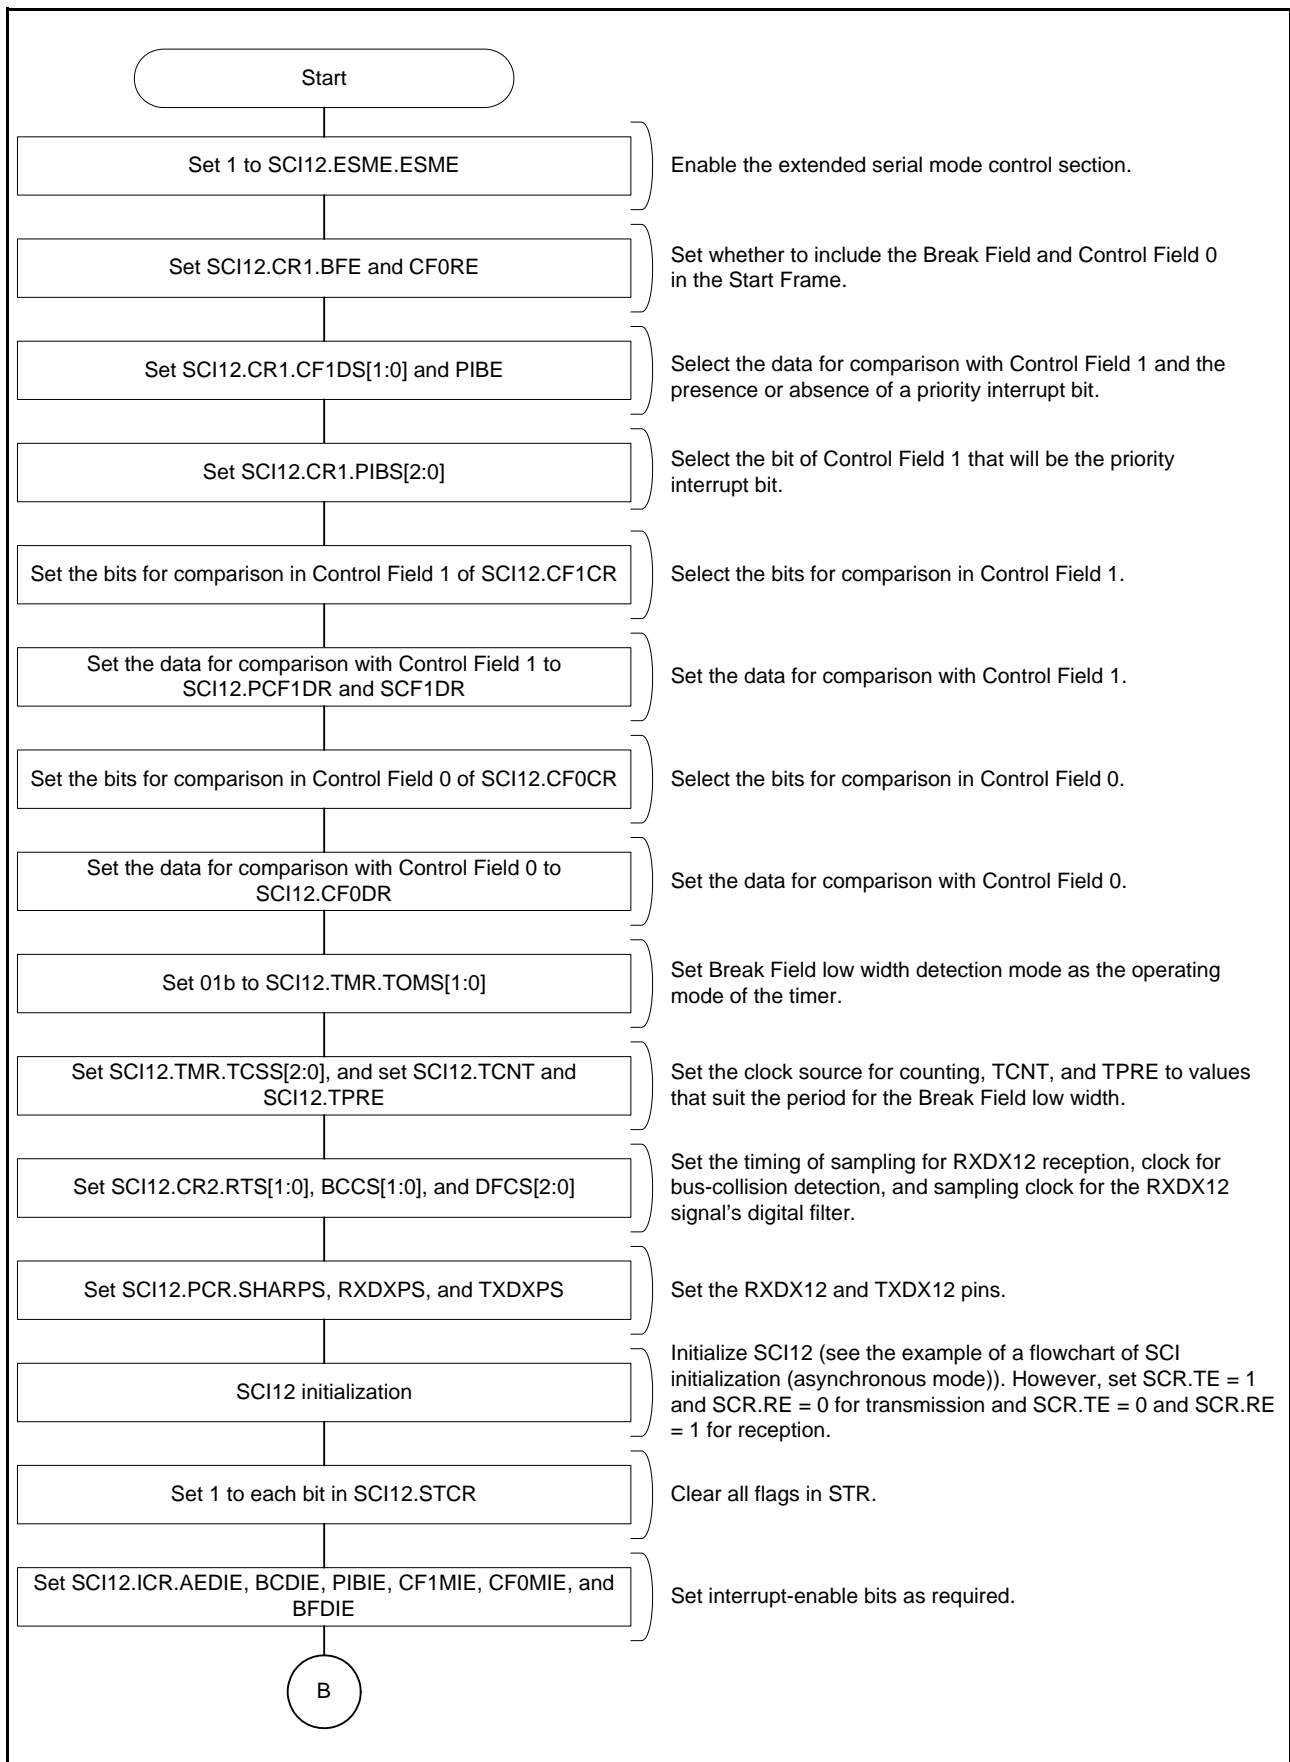 Start
Set 1 to SCI12.ESME.ESME
Enable the extended serial mode control section.
Set SCI12.CR1.BFE and CF0RE
Set whether to include the Break Field and Control Field 0
in the Start Frame.
Set SCI12.CR1.CF1DS[1:0] and PIBE
Select the data for comparison with Control Field 1 and the
presence or absence of a priority interrupt bit.
Set SCI12.CR1.PIBS[2:0]
Select the bit of Control Field 1 that will be the priority
interrupt bit.
Set the bits for comparison in Control Field 1 of SCI12.CF1CR
Select the bits for comparison in Control Field 1.
Set the data for comparison with Control Field 1 to
SCI12.PCF1DR and SCF1DR
Set the data for comparison with Control Field 1.
Set the bits for comparison in Control Field 0 of SCI12.CF0CR
Select the bits for comparison in Control Field 0.
Set the data for comparison with Control Field 0 to
SCI12.CF0DR
Set the data for comparison with Control Field 0.
Set 01b to SCI12.TMR.TOMS[1:0]
Set Break Field low width detection mode as the operating
mode of the timer.
Set SCI12.TMR.TCSS[2:0], and set SCI12.TCNT and
SCI12.TPRE
Set the clock source for counting, TCNT, and TPRE to values
that suit the period for the Break Field low width.
Set SCI12.CR2.RTS[1:0], BCCS[1:0], and DFCS[2:0]
Set the timing of sampling for RXDX12 reception, clock for
bus-collision detection, and sampling clock for the RXDX12
signal's digital filter.
Set SCI12.PCR.SHARPS, RXDXPS, and TXDXPS
Set the RXDX12 and TXDX12 pins.
SCI12 initialization
Initialize SCI12 (see the example of a flowchart of SCI
initialization (asynchronous mode)). However, set SCR.TE = 1
and SCR.RE = 0 for transmission and SCR.TE = 0 and SCR.RE
= 1 for reception.
Set 1 to each bit in SCI12.STCR
Clear all flags in STR.
Set SCI12.ICR.AEDIE, BCDIE, PIBIE, CF1MIE, CF0MIE, and
BFDIE
Set interrupt-enable bits as required.
B